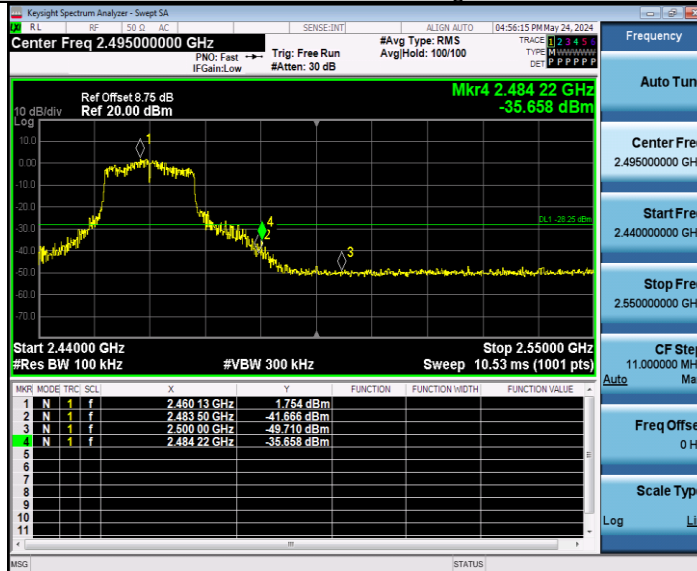 Keysight Spectrum Analyzer - Swept SA
RL RF 50 Ω AC SENSE:INT ALIGN AUTO 04:56:15 PM May 24, 2024
Center Freq 2.495000000 GHz
PNO: Fast
IFGain:Low
Trig: Free Run
#Atten: 30 dB
#Avg Type: RMS
Avg|Hold: 100/100
TRACE 1 2 3 4 5 6
TYPE M WWWWW
DET P P P P P P
Ref Offset 8.75 dB
Ref 20.00 dBm
10 dB/div
Log
Mkr4 2.484 22 GHz
-35.658 dBm
10.0
0.00
-10.0
-20.0
-30.0
-40.0
-50.0
-60.0
-70.0
1
4
2
3
DL1 -28.25 dBm
Start 2.44000 GHz
#Res BW 100 kHz
#VBW 300 kHz
Stop 2.55000 GHz
Sweep 10.53 ms (1001 pts)
MKR MODE TRC SCL X Y FUNCTION FUNCTION WIDTH FUNCTION VALUE
1 N 1 f 2.460 13 GHz 1.754 dBm
2 N 1 f 2.483 50 GHz -41.666 dBm
3 N 1 f 2.500 00 GHz -49.710 dBm
4 N 1 f 2.484 22 GHz -35.658 dBm
5
6
7
8
9
10
11
MSG STATUS
Frequency
Auto Tun
Center Fre
2.495000000 GH
Start Fre
2.440000000 GH
Stop Fre
2.550000000 GH
CF Ste
11.000000 MH
Auto Ma
Freq Offse
0 H
Scale Typ
Log Li